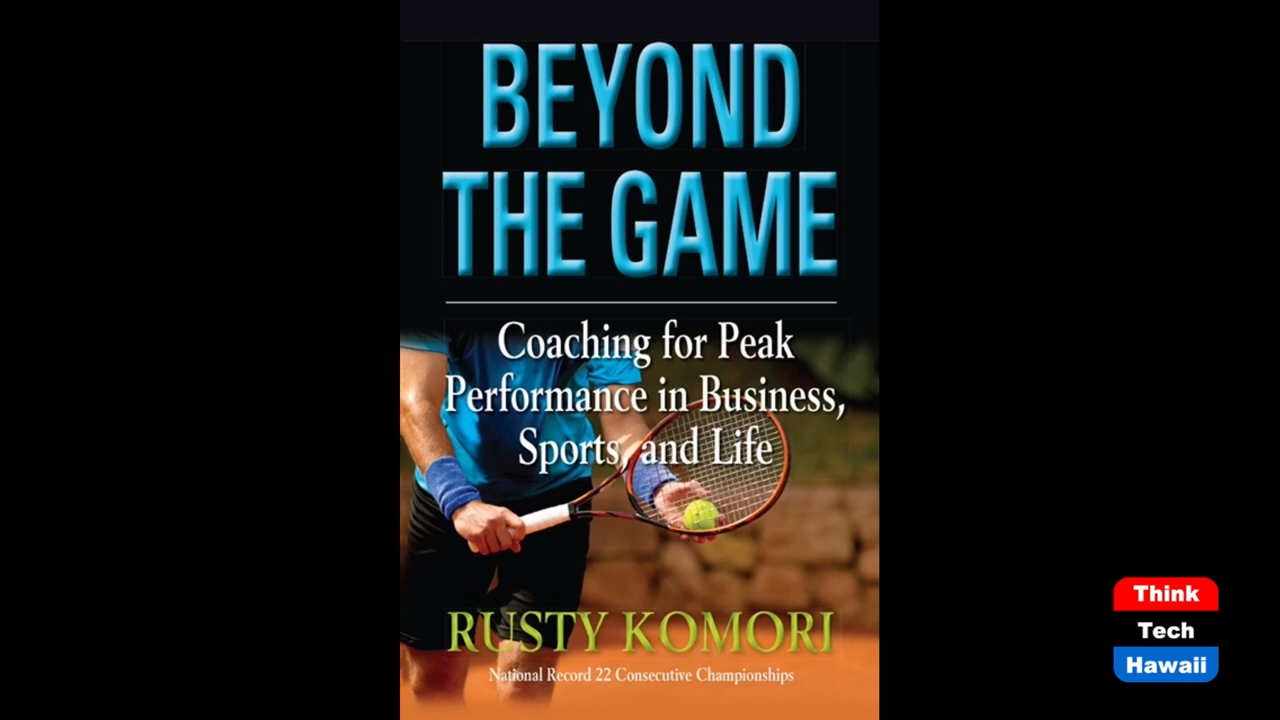 BEYOND
THE GAME
Coaching for Peak
Performance in Business,
Sports, and Life
RUSTY KOMORI
National Record 22 Consecutive Championships
Think
Tech
Hawaii